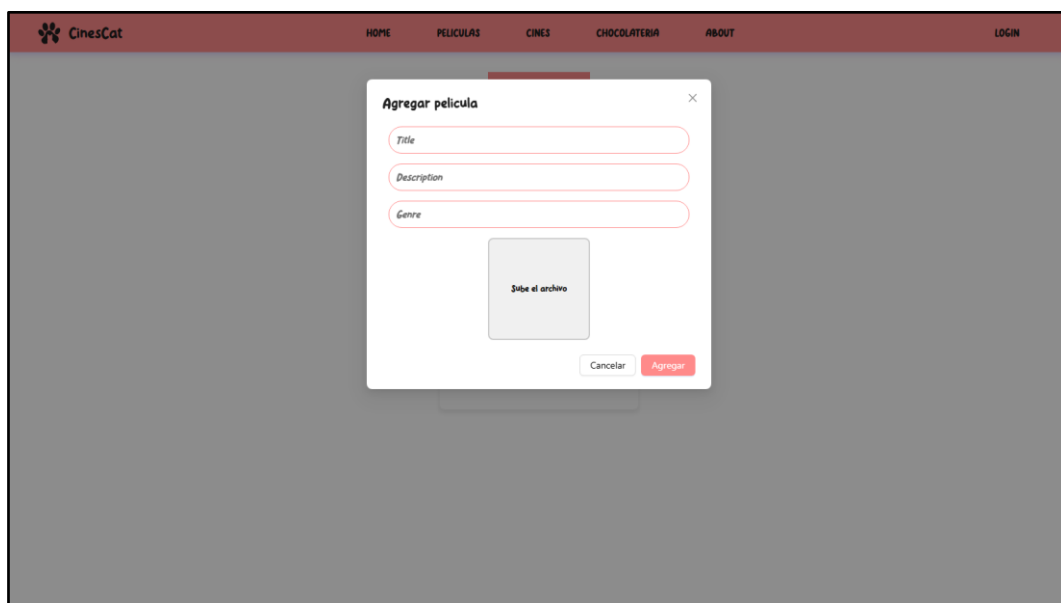 CinesCat
HOME PELICULAS CINES CHOCOLATERIA ABOUT LOGIN
Agregar pelicula
Title
Description
Genre
Sube el archivo
Cancelar Agregar